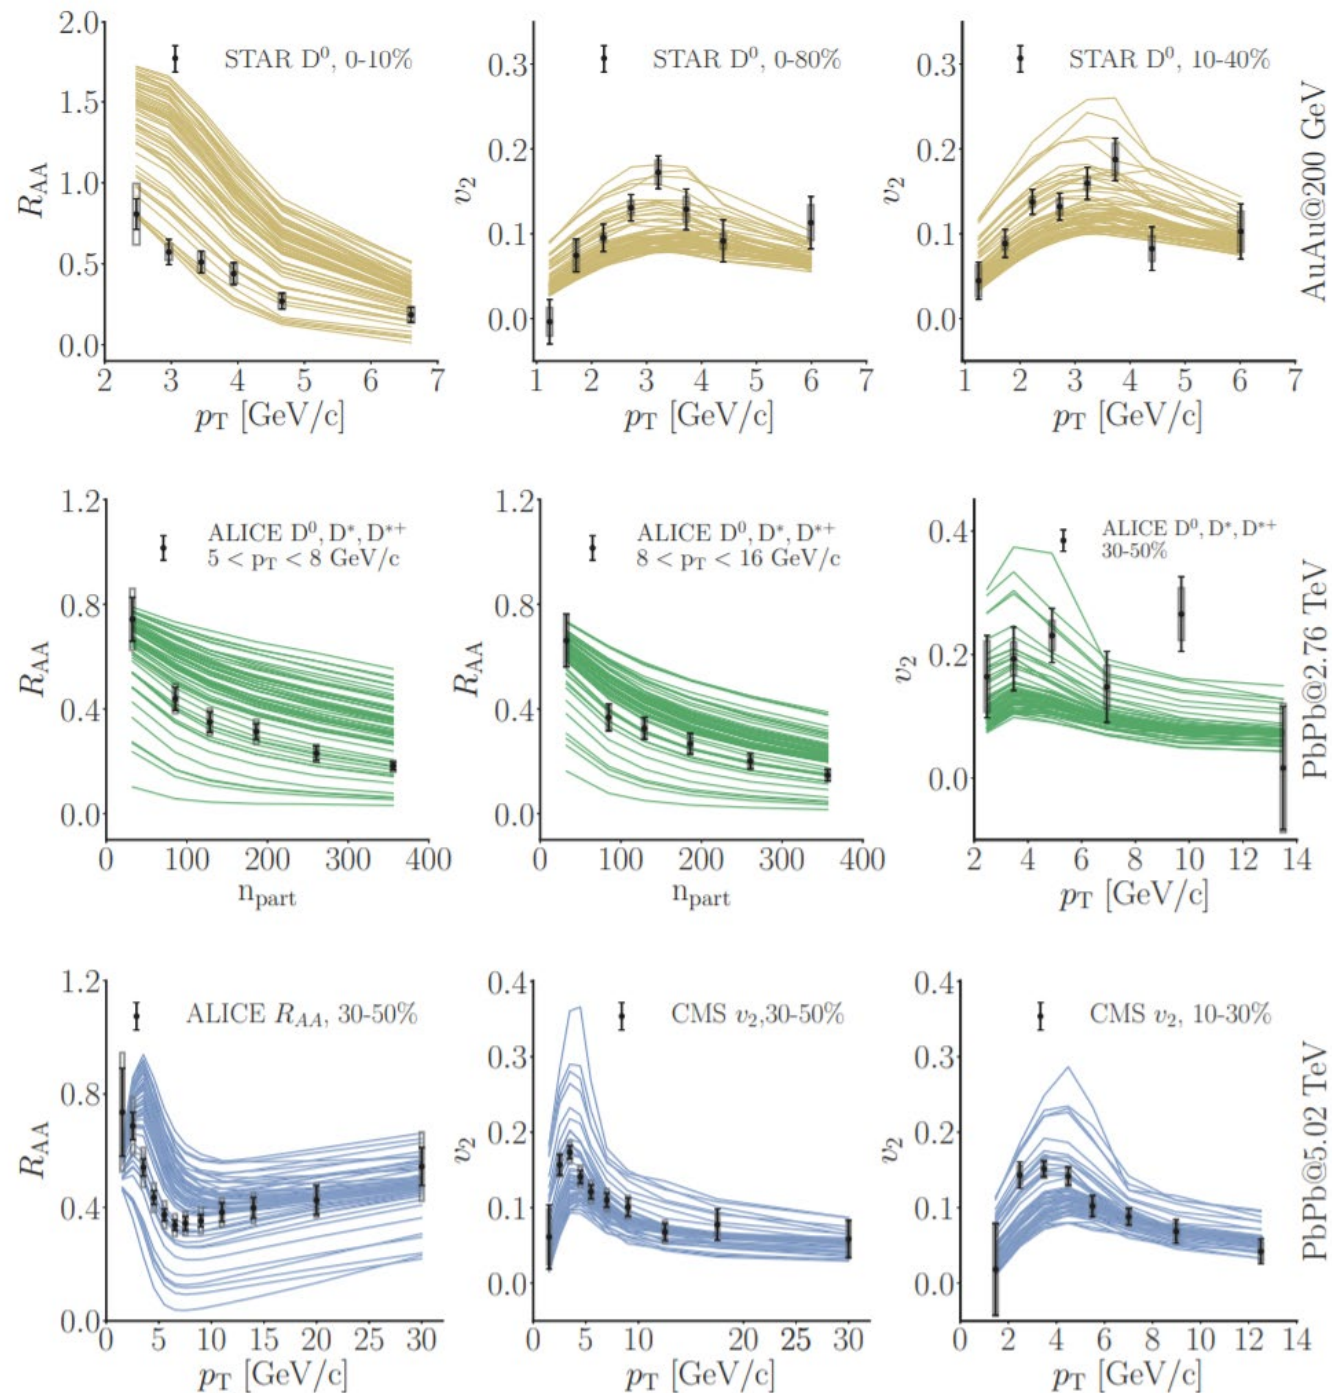 STAR D⁰, 0-10%
R_AA
2.0
1.5
1.0
0.5
0.0
2 3 4 5 6 7
p_T [GeV/c]
STAR D⁰, 0-80%
v₂
0.3
0.2
0.1
0.0
1 2 3 4 5 6 7
p_T [GeV/c]
STAR D⁰, 10-40%
v₂
0.3
0.2
0.1
0.0
1 2 3 4 5 6 7
p_T [GeV/c]
AuAu@200 GeV
ALICE D⁰, D*, D*⁺
5 < p_T < 8 GeV/c
R_AA
1.2
0.8
0.4
0.0
0 100 200 300 400
n_part
ALICE D⁰, D*, D*⁺
8 < p_T < 16 GeV/c
R_AA
1.2
0.8
0.4
0.0
0 100 200 300 400
n_part
ALICE D⁰, D*, D*⁺
30-50%
v₂
0.4
0.2
0.0
2 4 6 8 10 12 14
p_T [GeV/c]
PbPb@2.76 TeV
ALICE R_AA, 30-50%
R_AA
1.2
0.8
0.4
0.0
0 5 10 15 20 25 30
p_T [GeV/c]
CMS v₂,30-50%
v₂
0.4
0.3
0.2
0.1
0.0
0 5 10 20 25 30
p_T [GeV/c]
CMS v₂, 10-30%
v₂
0.4
0.3
0.2
0.1
0.0
0 2 4 6 8 10 12 14
p_T [GeV/c]
PbPb@5.02 TeV